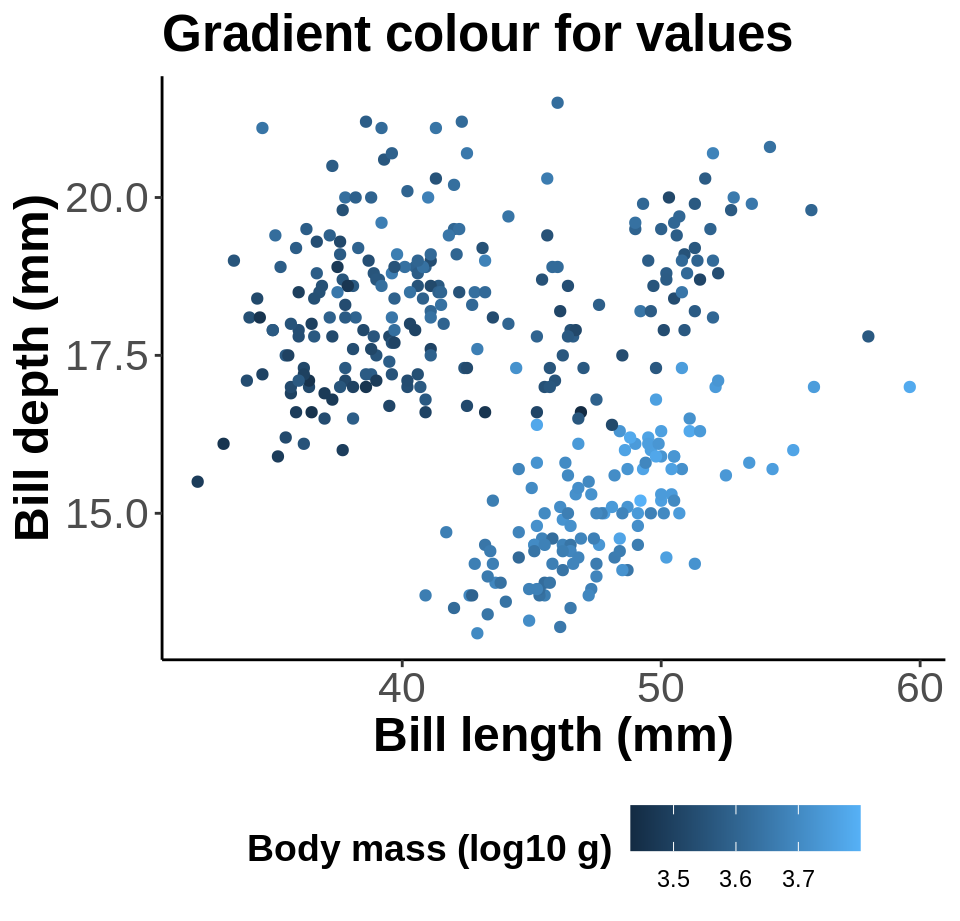 Gradient colour for values
Bill depth (mm)
20.0
17.5
15.0
40 50 60
Bill length (mm)
Body mass (log10 g)
3.5 3.6 3.7